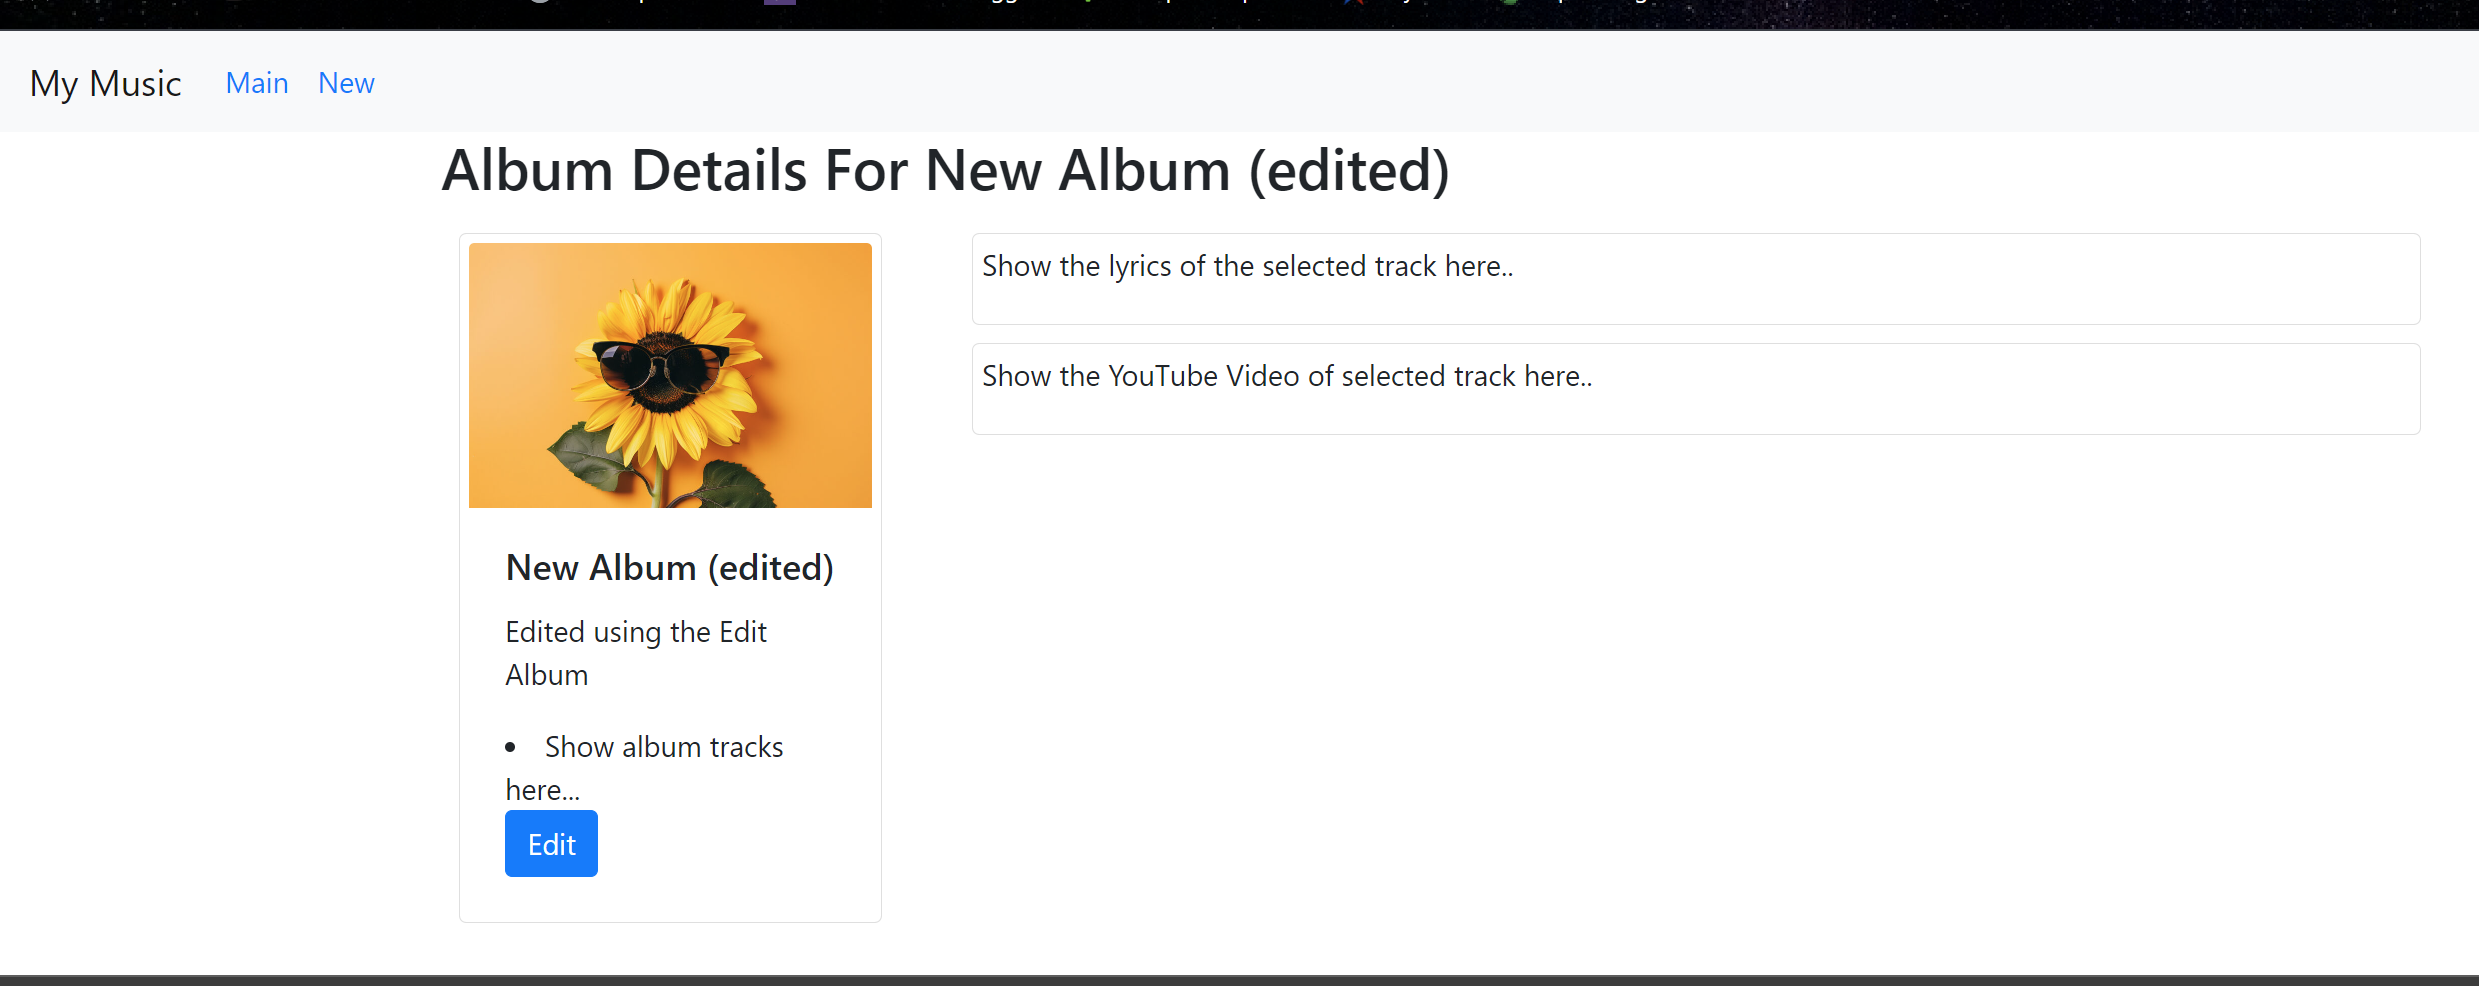 My Music Main New
Album Details For New Album (edited)
New Album (edited)
Edited using the Edit
Album
• Show album tracks
here...
Edit
Show the lyrics of the selected track here..
Show the YouTube Video of selected track here..